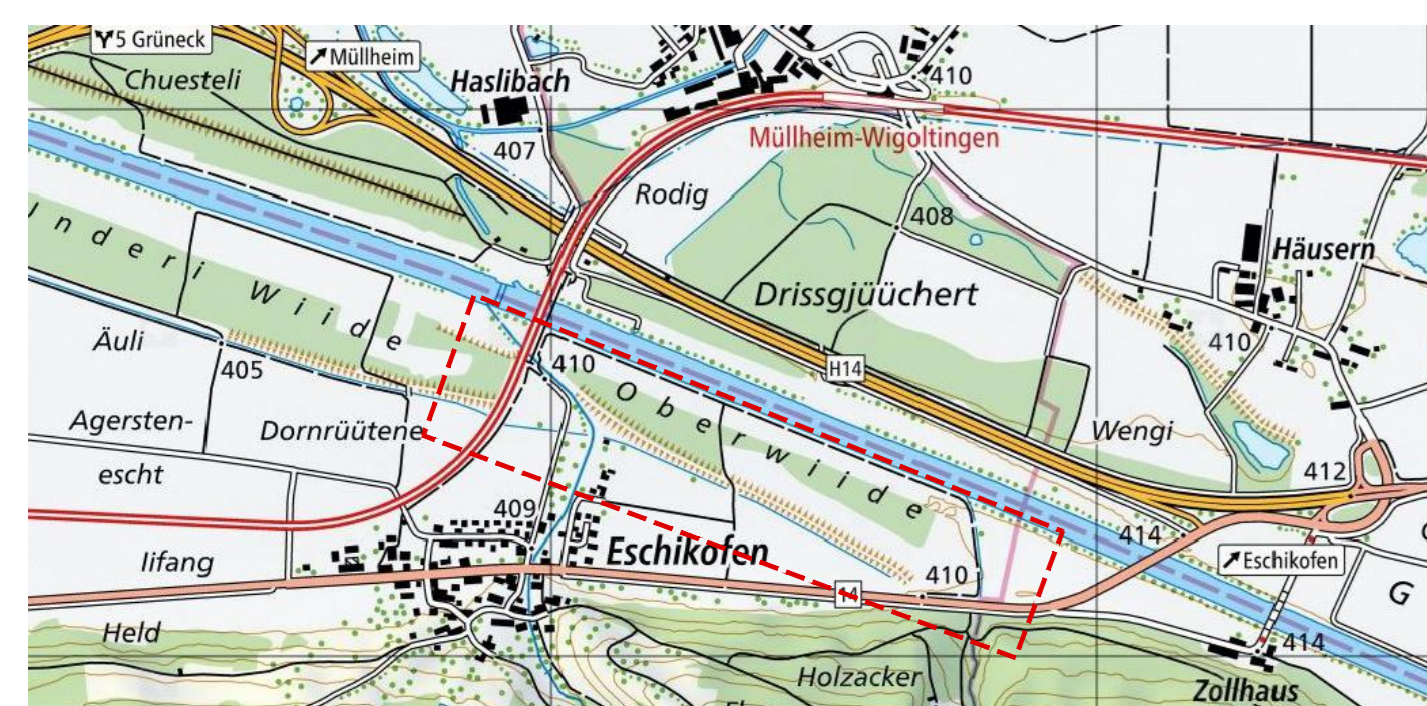 5 Grüneck
Müllheim
Chuesteli
Haslibach
410
407
Müllheim-Wigoltingen
Rodig
408
Häusern
Underi Wiide
Drissgjüüchert
Äuli
405
410
H14
410
Oberwiide
Agersten-
escht
Dornrüütene
Wengi
412
409
414
Eschikofen
Eschikofen
Iifang
14
410
G
Held
414
Holzacker
Zollhaus